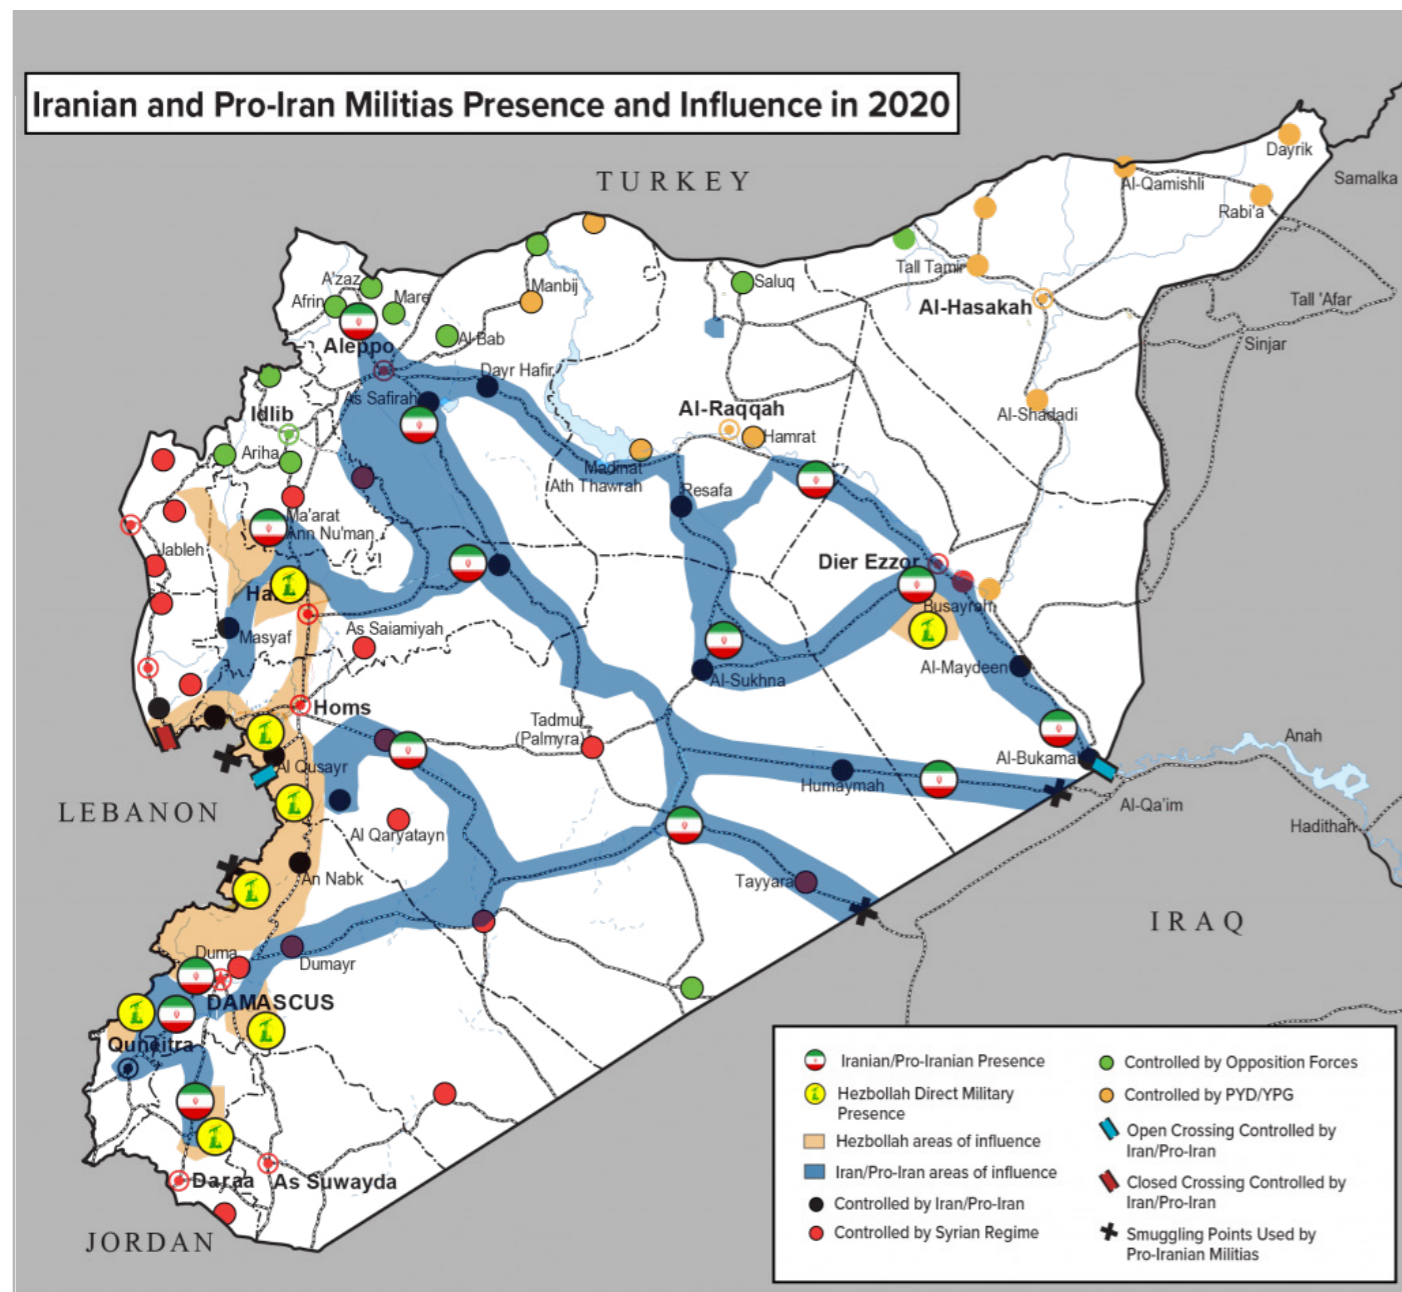 Iranian and Pro-Iran Militias Presence and Influence in 2020
TURKEY
Dayrik
Samalka
Al-Qamishli
Rabi'a
A'zaz
Afrin
Mare
Manbij
Saluq
Tall Tamir
Al-Hasakah
Tall 'Afar
Sinjar
Aleppo
Al Bab
Dayr Hafir
As Safirah
Al-Shadadi
Idlib
Al-Raqqah
Hamrat
Ariha
Madinat
Ath Thawrah
Resafa
Ma'arat
Ann Nu'man
Jableh
Dier Ezzor
Ha
Busayrah
Masyaf
As Saiamiyah
Al-Maydeen
Al-Sukhna
Homs
Tadmur
(Palmyra)
Anah
Al-Bukamal
Al Qusayr
Humaymah
Al-Qa'im
LEBANON
Al Qaryatayn
Hadithah
An Nabk
Tayyara
IRAQ
Duma
Dumayr
DAMASCUS
Quneitra
Daraa
As Suwayda
JORDAN
Iranian/Pro-Iranian Presence
Hezbollah Direct Military
Presence
Hezbollah areas of influence
Iran/Pro-Iran areas of influence
Controlled by Iran/Pro-Iran
Controlled by Syrian Regime
Controlled by Opposition Forces
Controlled by PYD/YPG
Open Crossing Controlled by
Iran/Pro-Iran
Closed Crossing Controlled by
Iran/Pro-Iran
Smuggling Points Used by
Pro-Iranian Militias